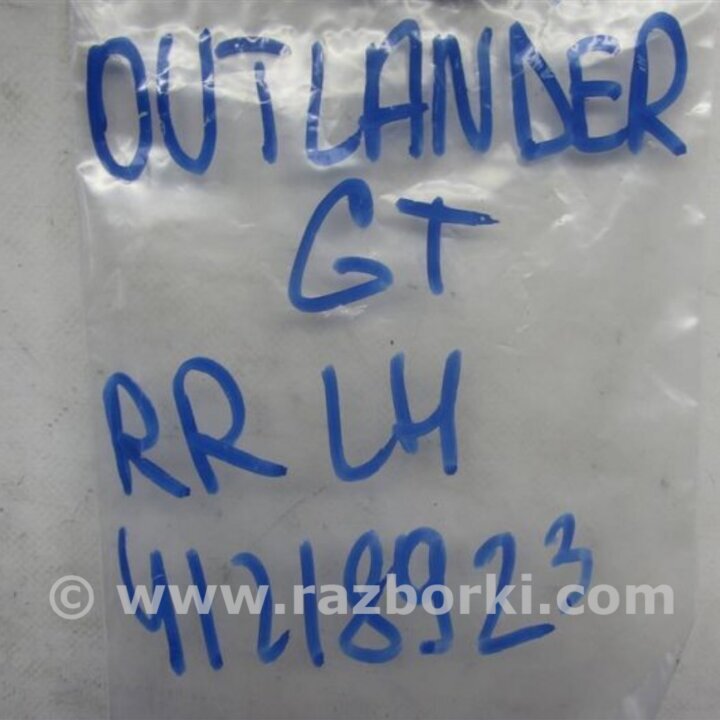 OUTLANDER
GT
RR LH
41218923
© www.razborki.com